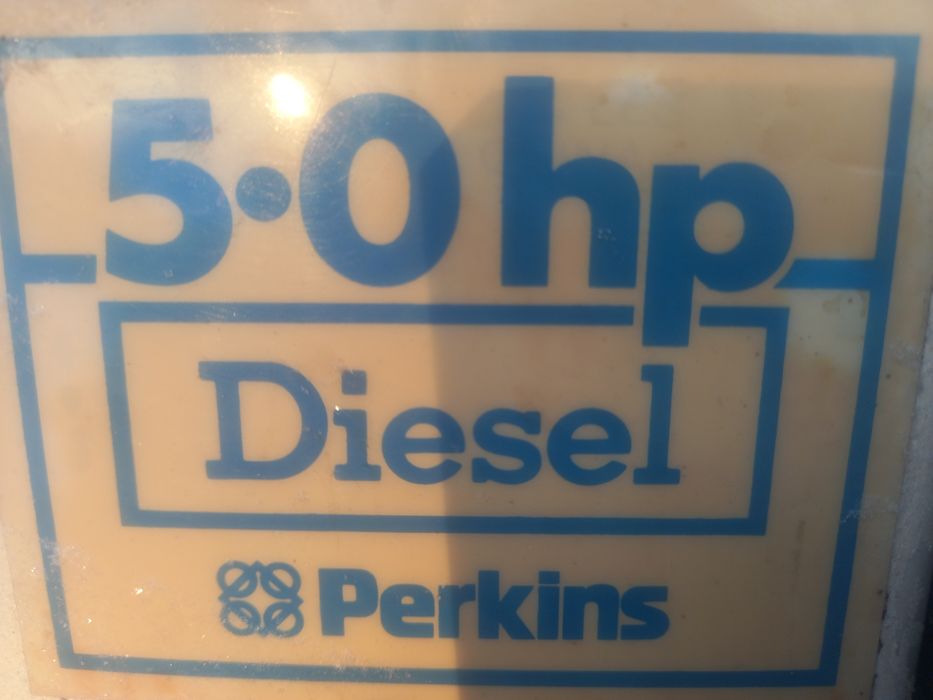 5·0 hp
Diesel
Perkins